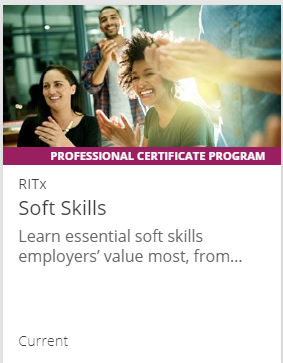 PROFESSIONAL CERTIFICATE PROGRAM
RITx
Soft Skills
Learn essential soft skills
employers’ value most, from...
Current